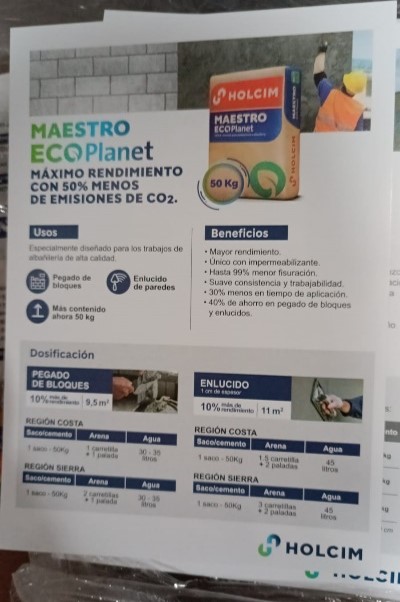 HOLCIM
MAESTRO
ECOPlanet
50 Kg
MAESTRO
ECOPlanet
MÁXIMO RENDIMIENTO
CON 50% MENOS
DE EMISIONES DE CO2.
Usos
Especialmente diseñado para los trabajos de
albañilería de alta calidad.
Pegado de
bloques
Enlucido
de paredes
Más contenido
ahora 50 kg
Beneficios
• Mayor rendimiento.
• Único con impermeabilizante.
• Hasta 99% menor fisuración.
• Suave consistencia y trabajabilidad.
• 30% menos en tiempo de aplicación.
• 40% de ahorro en pegado de bloques
y enlucidos.
Dosificación
PEGADO
DE BLOQUES
10% más de rendimiento 9,5 m²
REGIÓN COSTA
Saco/cemento Arena Agua
1 saco - 50Kg 3 carretilla + 1 palada 30 - 35 litros
REGIÓN SIERRA
Saco/cemento Arena Agua
1 saco - 50Kg 2 carretillas + 1 palada 30 - 35 litros
ENLUCIDO
1 cm de espesor
10% más de rendimiento 11 m²
REGIÓN COSTA
Saco/cemento Arena Agua
1 saco - 50Kg 1.5 carretilla + 2 paladas 45 litros
REGIÓN SIERRA
Saco/cemento Arena Agua
1 saco - 50Kg 3 carretillas + 2 paladas 45 litros
HOLCIM